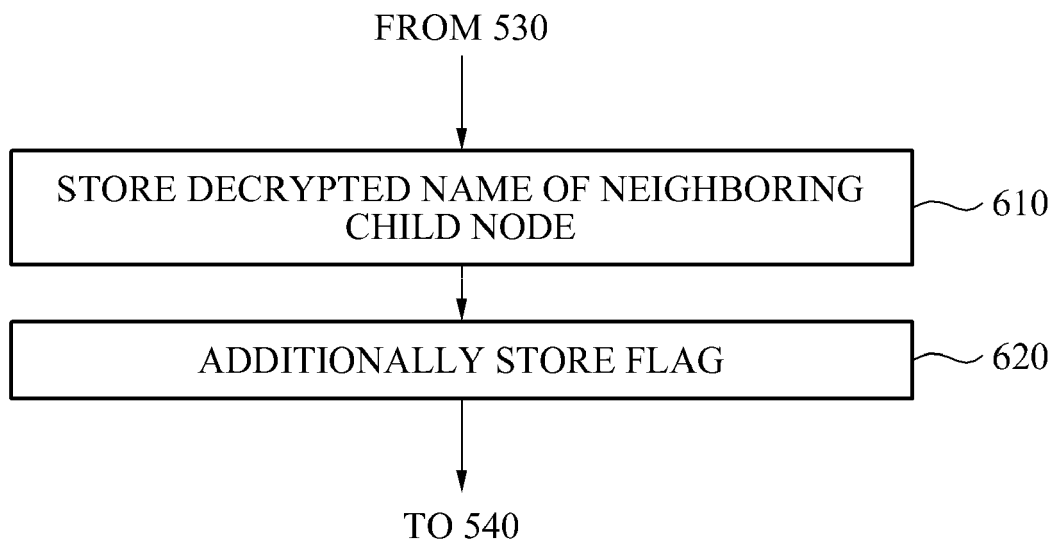 FROM 530
STORE DECRYPTED NAME OF NEIGHBORING
CHILD NODE
610
ADDITIONALLY STORE FLAG
620
TO 540